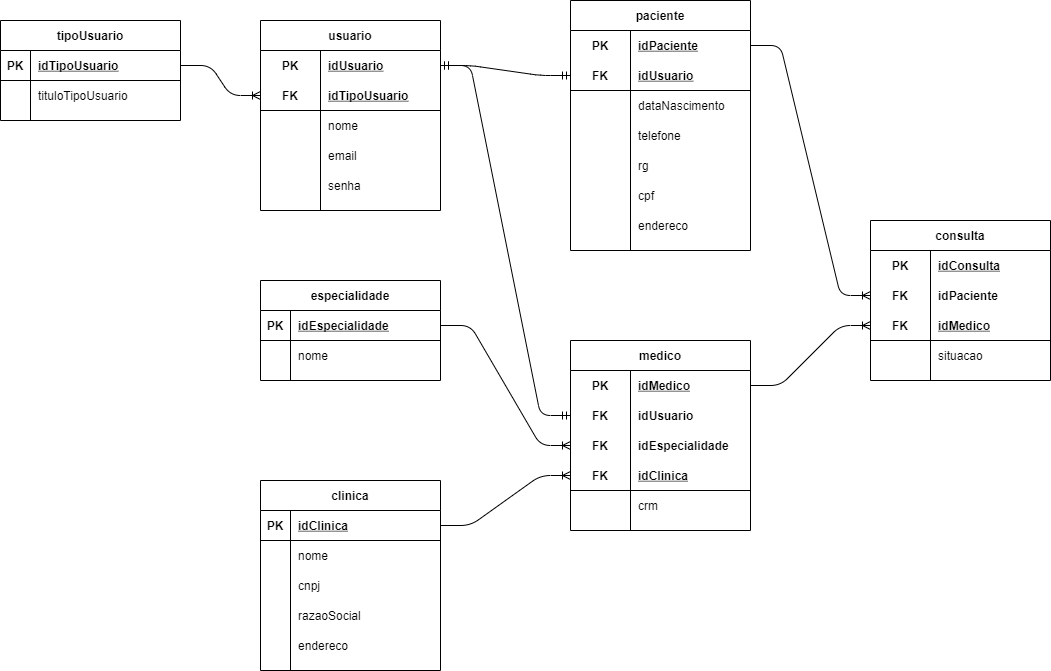 tipoUsuario
PK idTipoUsuario
tituloTipoUsuario
usuario
PK idUsuario
FK idTipoUsuario
nome
email
senha
paciente
PK idPaciente
FK idUsuario
dataNascimento
telefone
rg
cpf
endereco
consulta
PK idConsulta
FK idPaciente
FK idMedico
situacao
especialidade
PK idEspecialidade
nome
medico
PK idMedico
FK idUsuario
FK idEspecialidade
FK idClinica
crm
clinica
PK idClinica
nome
cnpj
razaoSocial
endereco